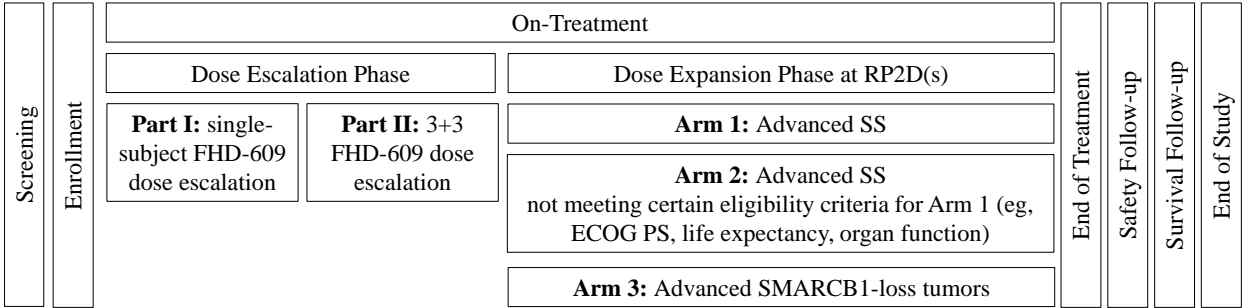 Screening
Enrollment
On-Treatment
Dose Escalation Phase
Part I: single-
subject FHD-609
dose escalation
Part II: 3+3
FHD-609 dose
escalation
Dose Expansion Phase at RP2D(s)
Arm 1: Advanced SS
Arm 2: Advanced SS
not meeting certain eligibility criteria for Arm 1 (eg,
ECOG PS, life expectancy, organ function)
Arm 3: Advanced SMARCB1-loss tumors
End of Treatment
Safety Follow-up
Survival Follow-up
End of Study